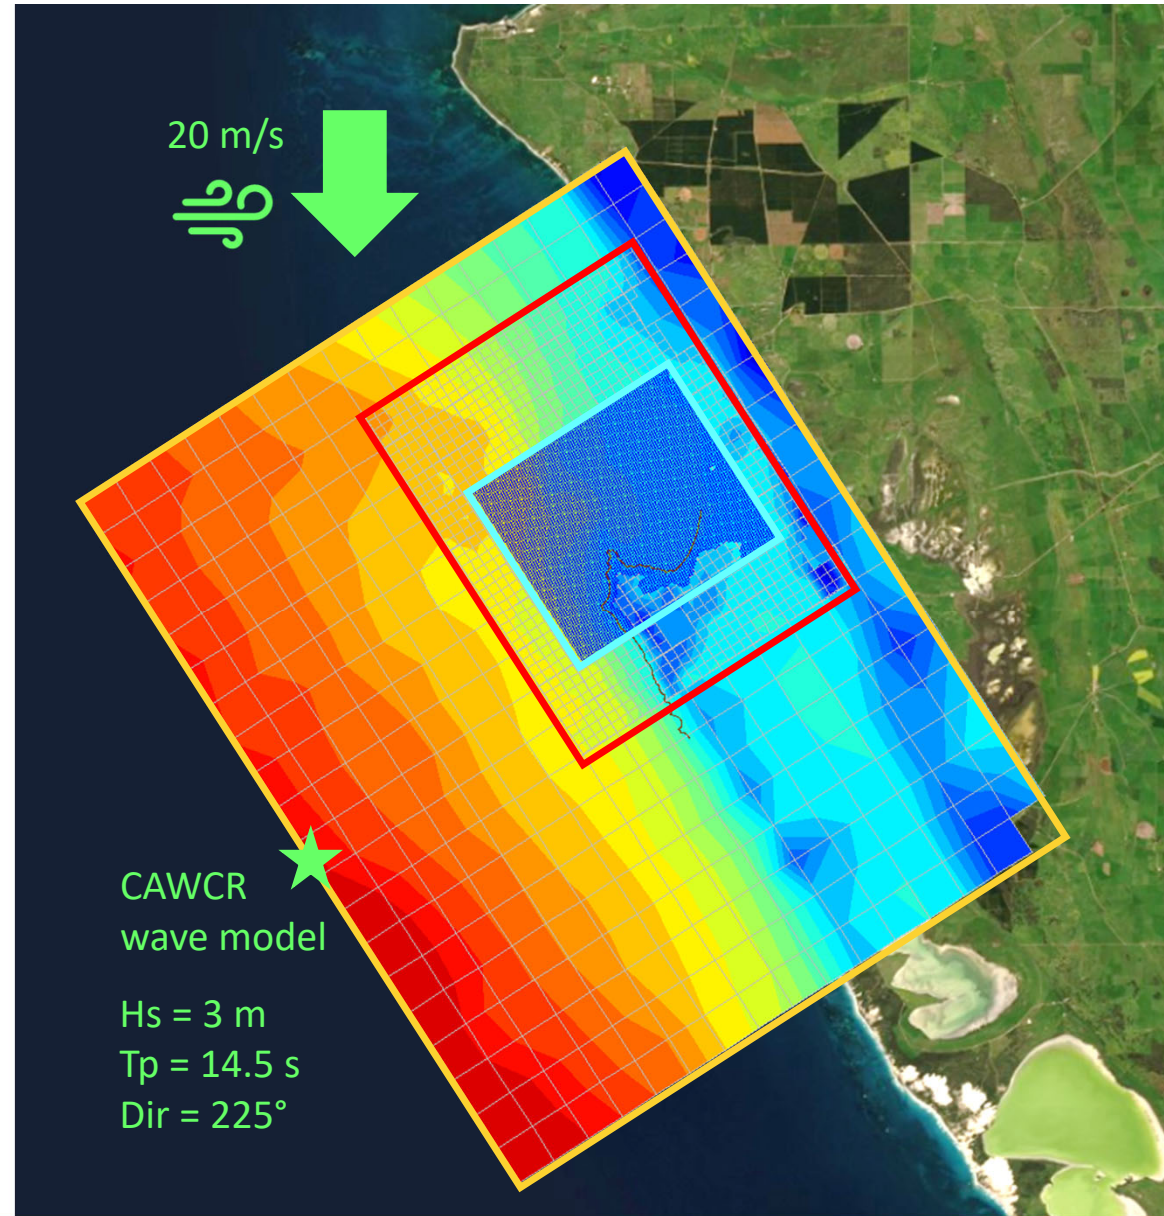 20 m/s
CAWCR
wave model
Hs = 3 m
Tp = 14.5 s
Dir = 225°